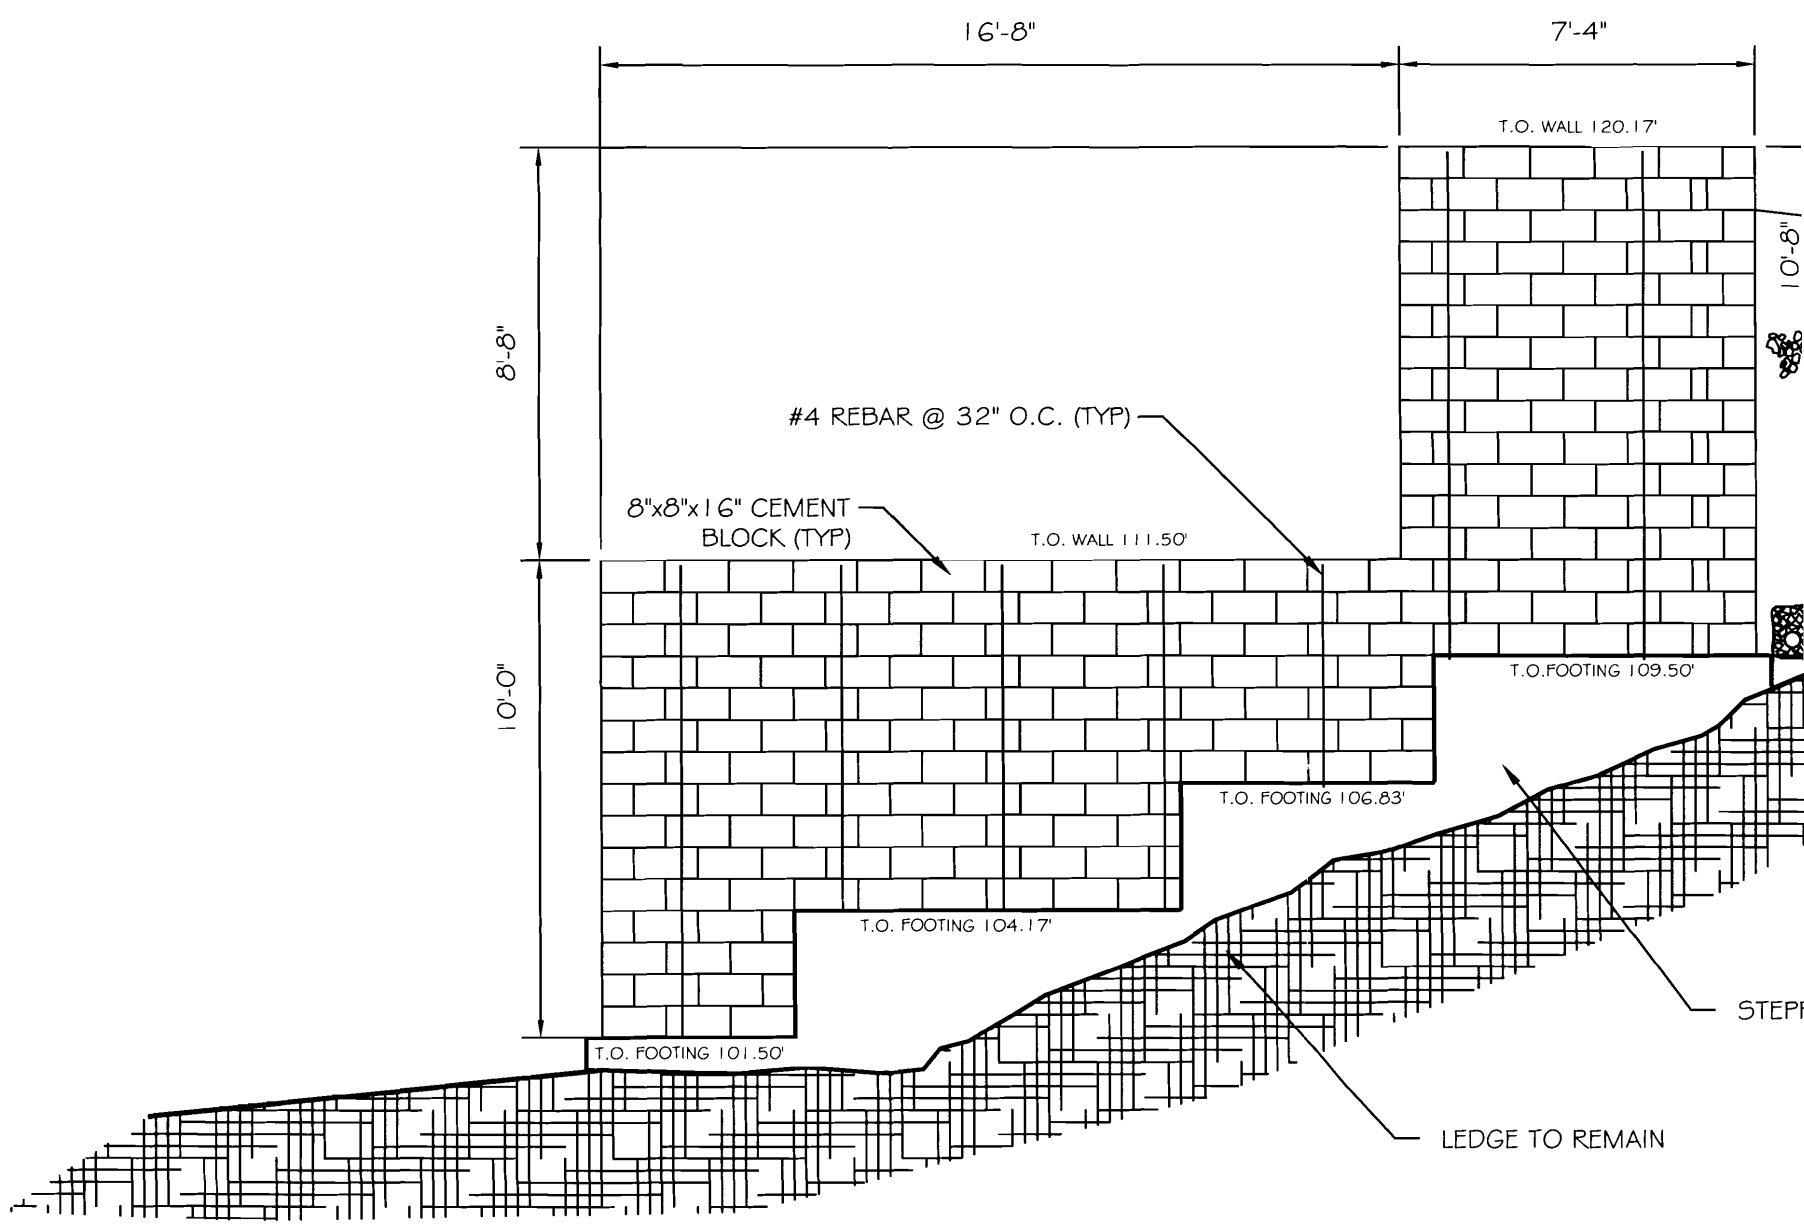 16'-8"
7'-4"
T.O. WALL 120.17'
10'-8"
8'-8"
#4 REBAR @ 32" O.C. (TYP)
8"x8"x16" CEMENT
BLOCK (TYP)
T.O. WALL 111.50'
10'-0"
T.O.FOOTING 109.50'
T.O. FOOTING 106.83'
T.O. FOOTING 104.17'
STEPF
T.O. FOOTING 101.50'
LEDGE TO REMAIN